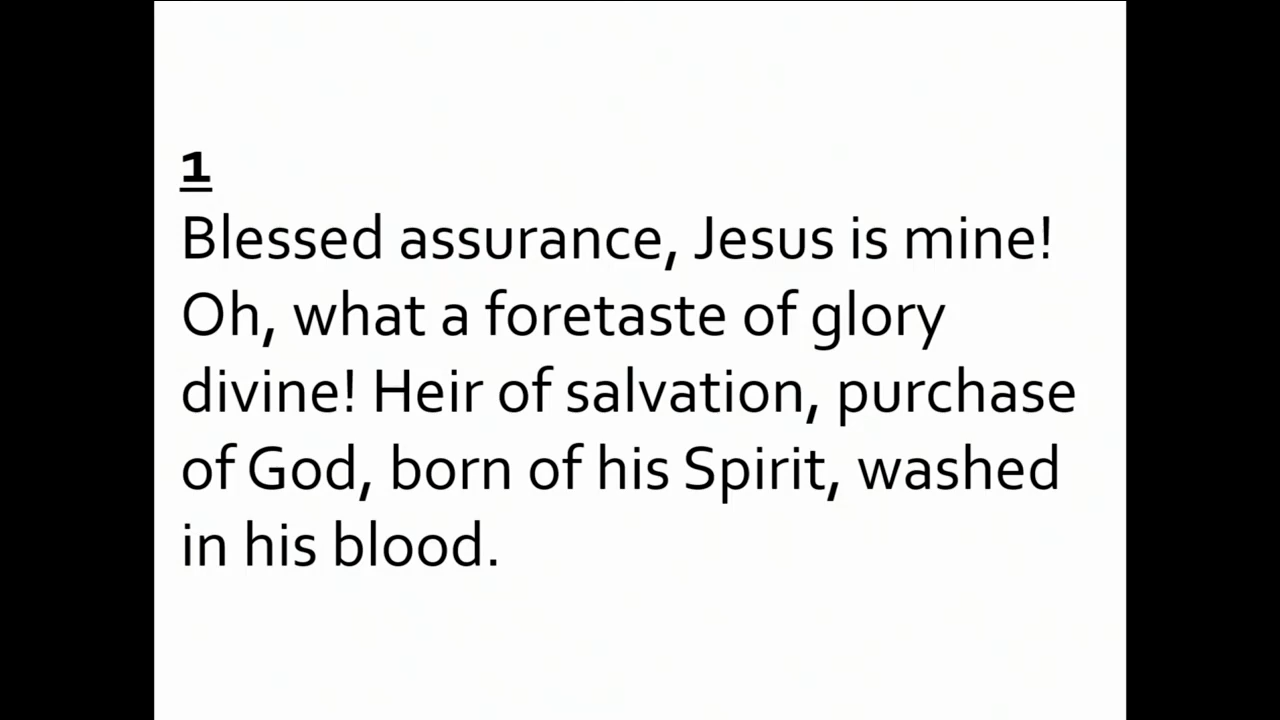 1
Blessed assurance, Jesus is mine!
Oh, what a foretaste of glory
divine! Heir of salvation, purchase
of God, born of his Spirit, washed
in his blood.